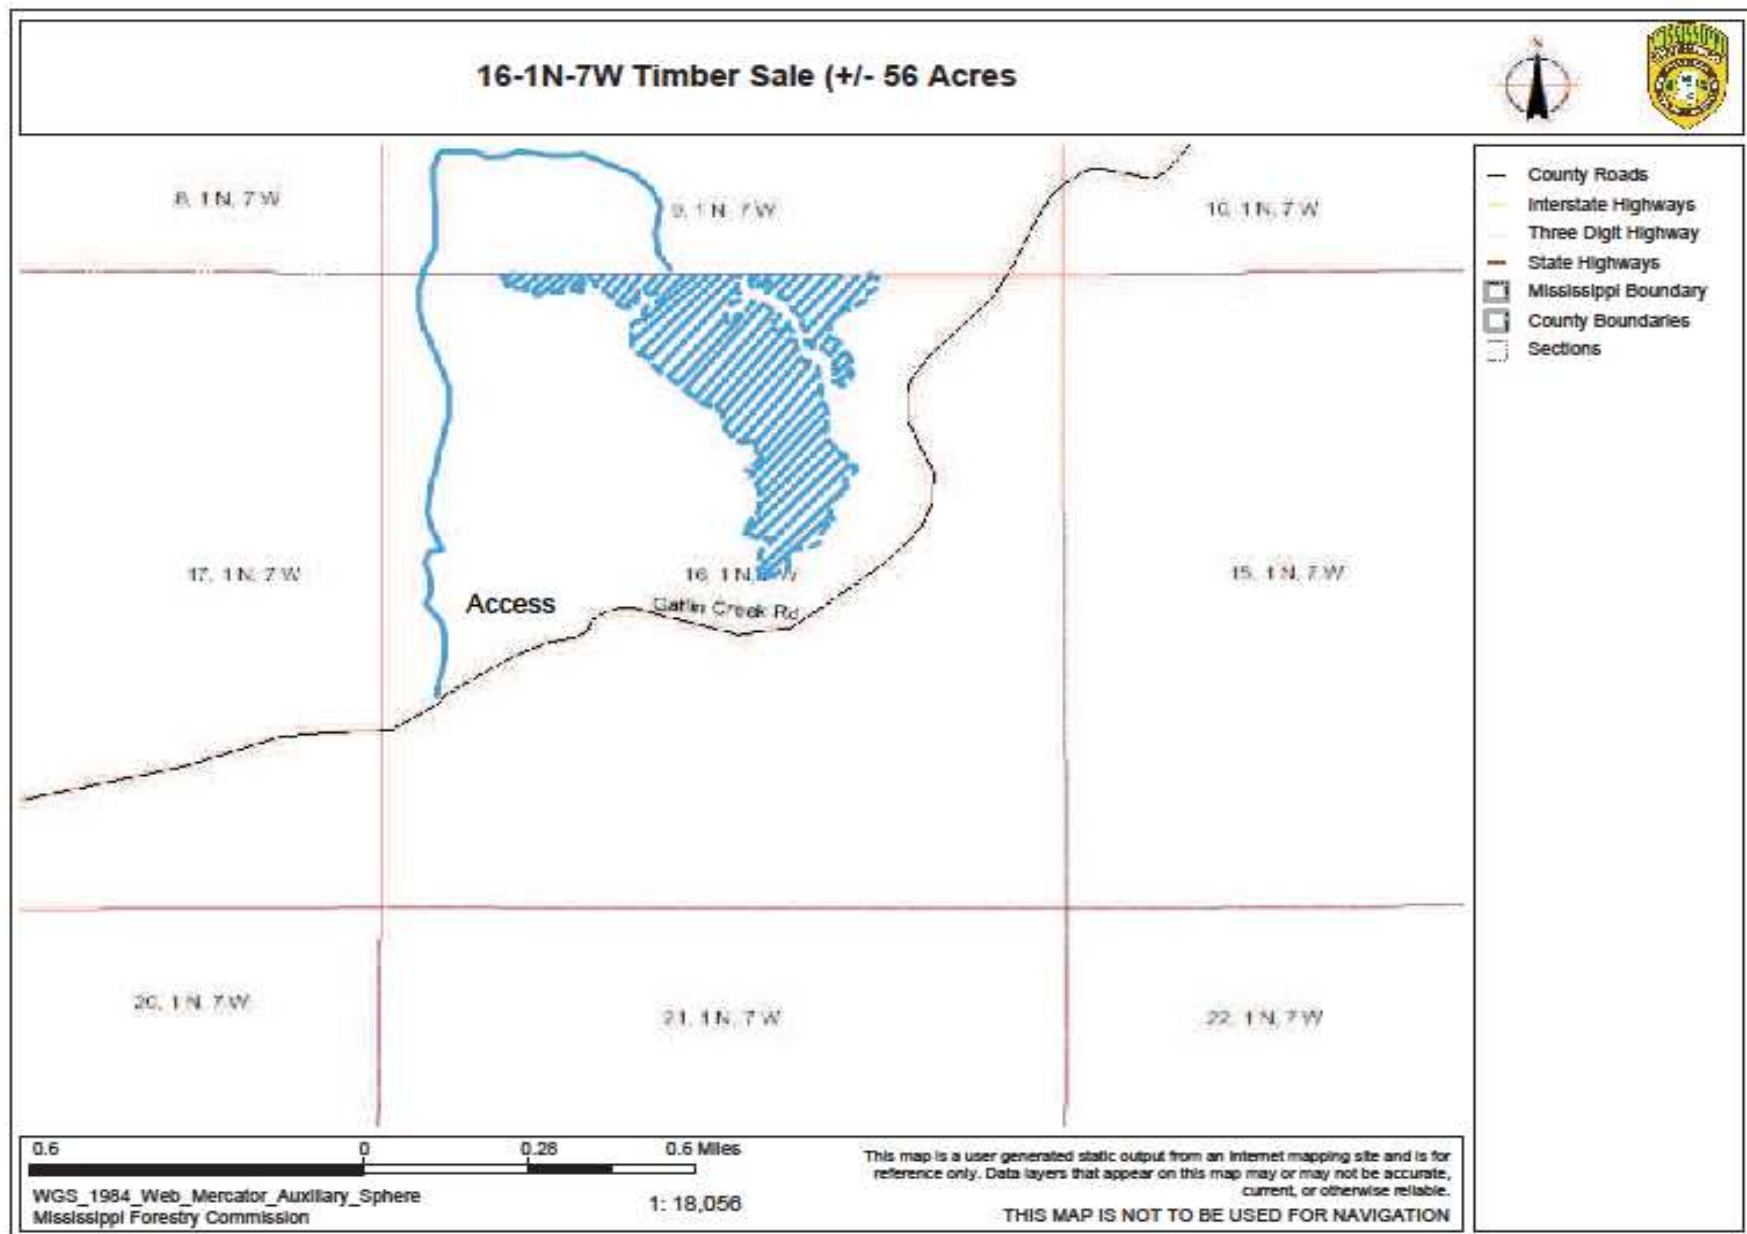 16-1N-7W Timber Sale (+/- 56 Acres
N
MISSISSIPPI
County Roads
Interstate Highways
Three Digit Highway
State Highways
Mississippi Boundary
County Boundaries
Sections
8, 1 N, 7 W
9, 1 N, 7 W
10, 1 N, 7 W
17, 1 N, 7 W
16, 1 N, W
15, 1 N, 7 W
Access
Gatlin Creek Rd
20, 1 N, 7 W
21, 1 N, 7 W
22, 1 N, 7 W
0.6 0 0.28 0.6 Miles
WGS_1984_Web_Mercator_Auxiliary_Sphere
Mississippi Forestry Commission
1: 18,056
This map is a user generated static output from an Internet mapping site and is for
reference only. Data layers that appear on this map may or may not be accurate,
current, or otherwise reliable.
THIS MAP IS NOT TO BE USED FOR NAVIGATION